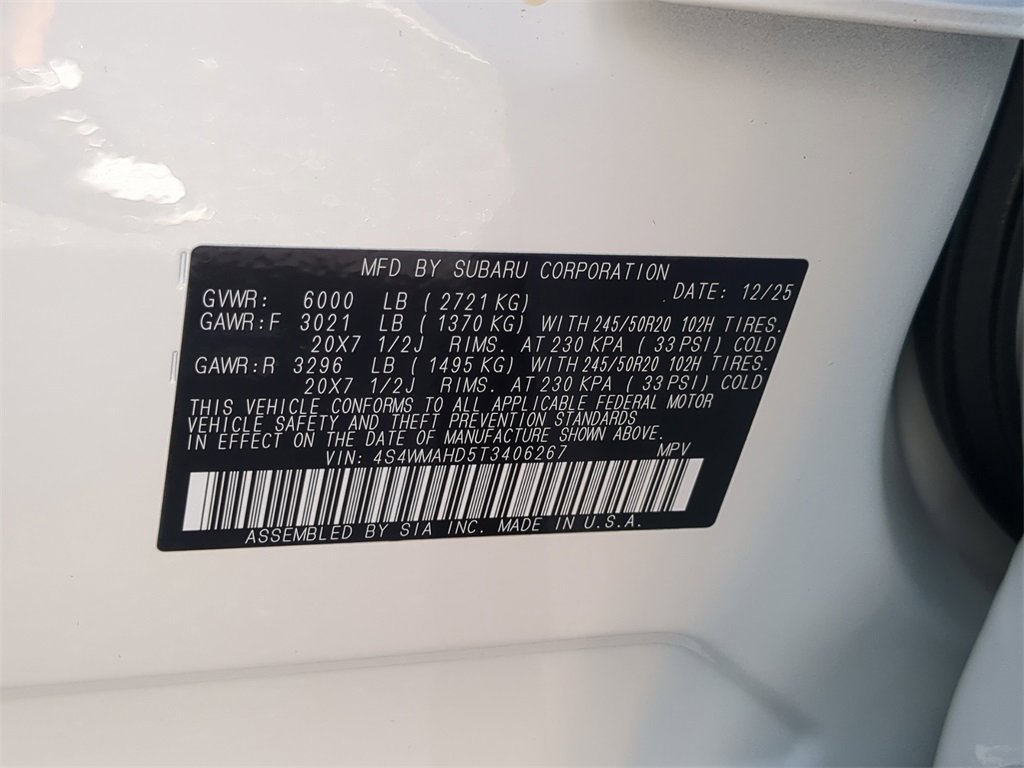 MFD BY SUBARU CORPORATION
DATE: 12/25
GVWR: 6000 LB ( 2721 KG)
GAWR:F 3021 LB ( 1370 KG) WITH 245/50R20 102H TIRES.
20X7 1/2J RIMS. AT 230 KPA ( 33 PSI) COLD
GAWR:R 3296 LB ( 1495 KG) WITH 245/50R20 102H TIRES.
20X7 1/2J RIMS. AT 230 KPA ( 33 PSI) COLD
THIS VEHICLE CONFORMS TO ALL APPLICABLE FEDERAL MOTOR
VEHICLE SAFETY AND THEFT PREVENTION STANDARDS
IN EFFECT ON THE DATE OF MANUFACTURE SHOWN ABOVE.
VIN: 4S4WMAHD5T3406267 MPV
ASSEMBLED BY SIA INC. MADE IN U.S.A.